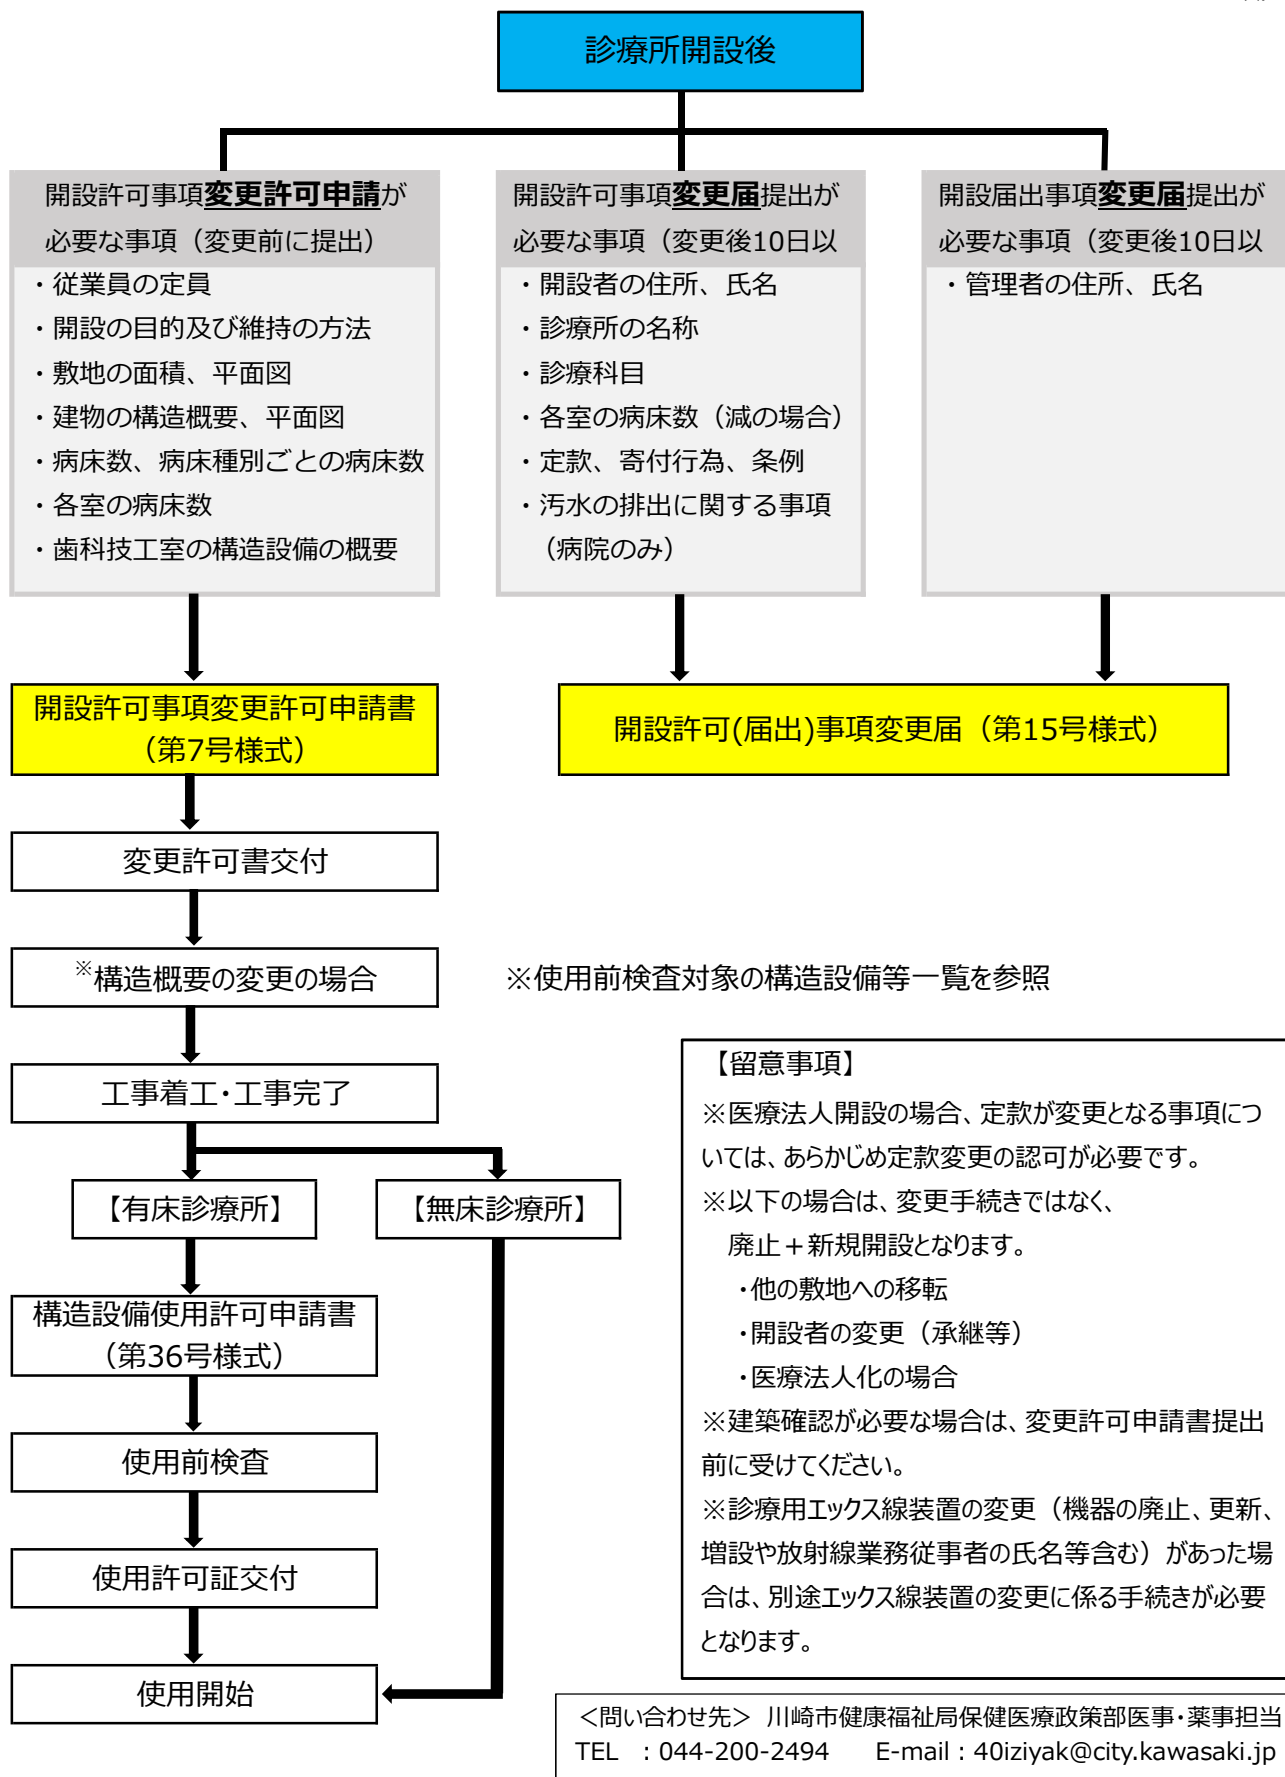 診療所開設後
開設許可事項変更許可申請が
必要な事項（変更前に提出）
・従業員の定員
・開設の目的及び維持の方法
・敷地の面積、平面図
・建物の構造概要、平面図
・病床数、病床種別ごとの病床数
・各室の病床数
・歯科技工室の構造設備の概要
開設許可事項変更届提出が
必要な事項（変更後10日以
・開設者の住所、氏名
・診療所の名称
・診療科目
・各室の病床数（減の場合）
・定款、寄付行為、条例
・汚水の排出に関する事項
（病院のみ）
開設届出事項変更届提出が
必要な事項（変更後10日以
・管理者の住所、氏名
開設許可事項変更許可申請書
（第7号様式）
開設許可(届出)事項変更届（第15号様式）
変更許可書交付
※構造概要の変更の場合
※使用前検査対象の構造設備等一覧を参照
工事着工・工事完了
【有床診療所】
【無床診療所】
構造設備使用許可申請書
（第36号様式）
使用前検査
使用許可証交付
使用開始
【留意事項】
※医療法人開設の場合、定款が変更となる事項につ
いては、あらかじめ定款変更の認可が必要です。
※以下の場合は、変更手続きではなく、
廃止＋新規開設となります。
・他の敷地への移転
・開設者の変更（承継等）
・医療法人化の場合
※建築確認が必要な場合は、変更許可申請書提出
前に受けてください。
※診療用エックス線装置の変更（機器の廃止、更新、
増設や放射線業務従事者の氏名等含む）があった場
合は、別途エックス線装置の変更に係る手続きが必要
となります。
＜問い合わせ先＞ 川崎市健康福祉局保健医療政策部医事・薬事担当
TEL ：044-200-2494 E-mail：40iziyak@city.kawasaki.jp